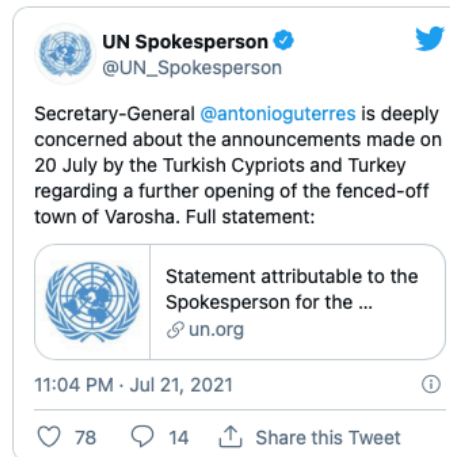 UN Spokesperson
@UN_Spokesperson
Secretary-General @antonioguterres is deeply
concerned about the announcements made on
20 July by the Turkish Cypriots and Turkey
regarding a further opening of the fenced-off
town of Varosha. Full statement:
Statement attributable to the
Spokesperson for the ...
un.org
11:04 PM · Jul 21, 2021
78 14 Share this Tweet